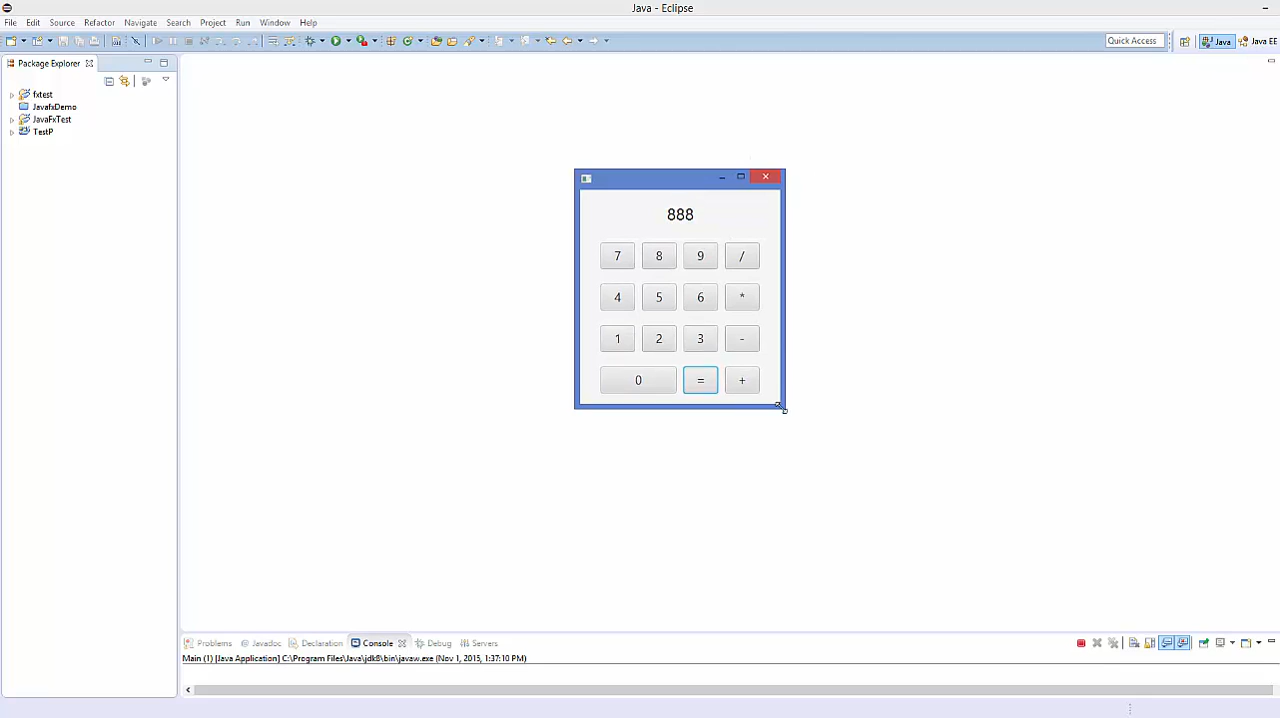 Java - Eclipse
File Edit Source Refactor Navigate Search Project Run Window Help
Quick Access Java Java EE
Package Explorer
fxtest
JavafxDemo
JavaFxTest
TestP
888
7 8 9 /
4 5 6 *
1 2 3 -
0 = +
Problems @ Javadoc Declaration Console Debug Servers
Main (1) [Java Application] C:\Program Files\Java\jdk8\bin\javaw.exe (Nov 1, 2015, 1:37:10 PM)